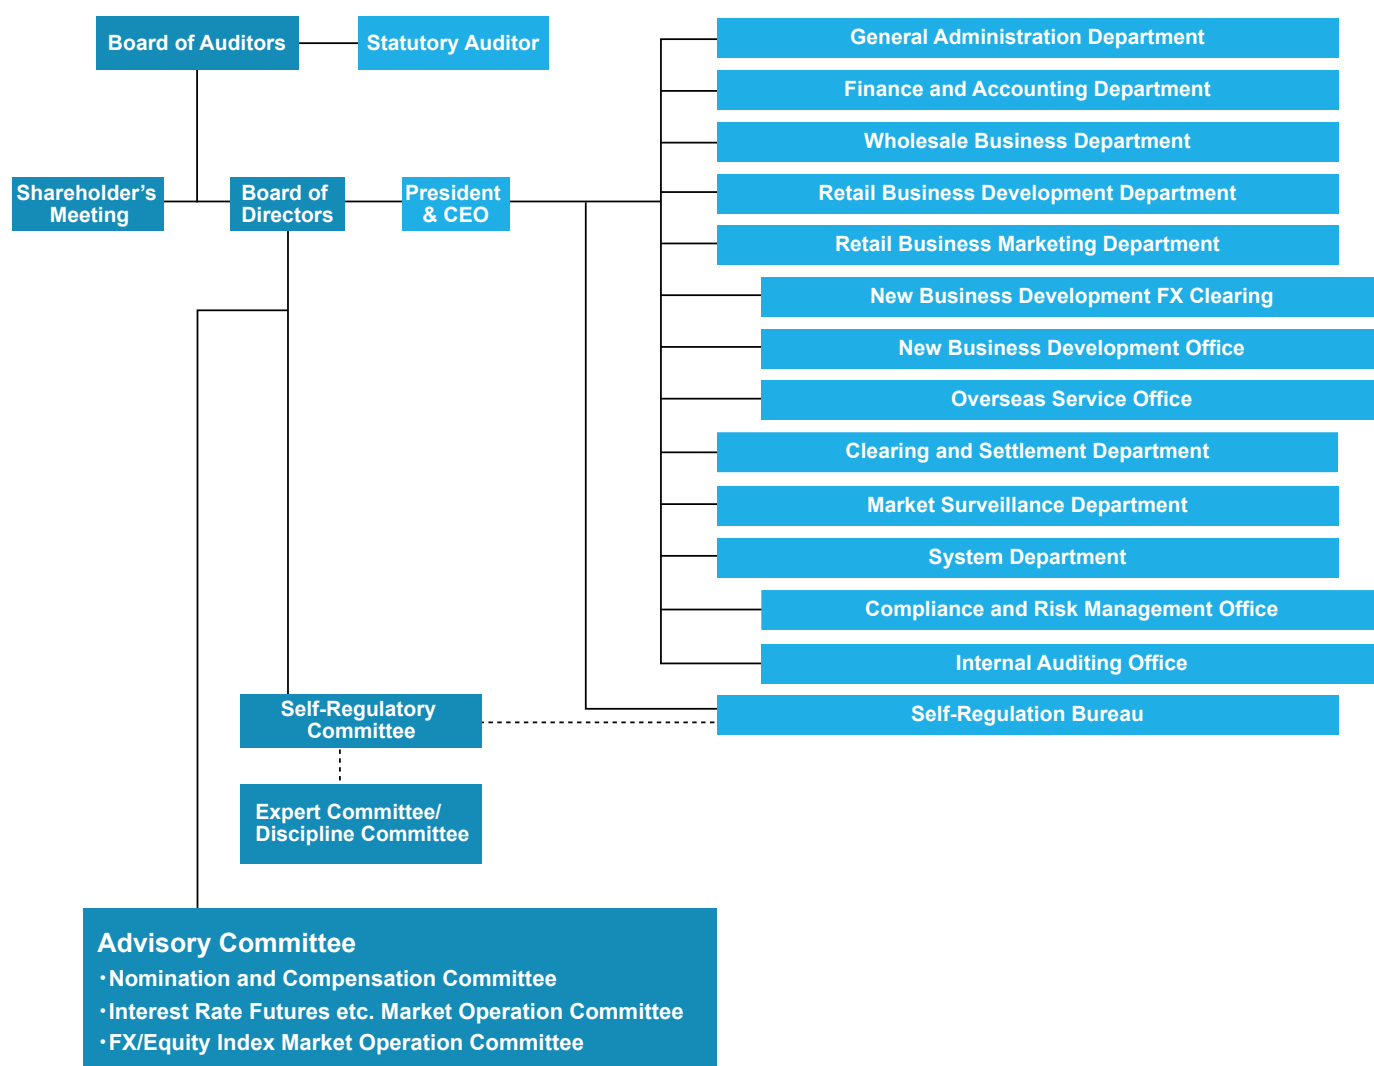 Board of Auditors
Statutory Auditor
Shareholder’s
Meeting
Board of
Directors
President
& CEO
General Administration Department
Finance and Accounting Department
Wholesale Business Department
Retail Business Development Department
Retail Business Marketing Department
New Business Development FX Clearing
New Business Development Office
Overseas Service Office
Clearing and Settlement Department
Market Surveillance Department
System Department
Compliance and Risk Management Office
Internal Auditing Office
Self-Regulation Bureau
Self-Regulatory
Committee
Expert Committee/
Discipline Committee
Advisory Committee
・Nomination and Compensation Committee
・Interest Rate Futures etc. Market Operation Committee
・FX/Equity Index Market Operation Committee